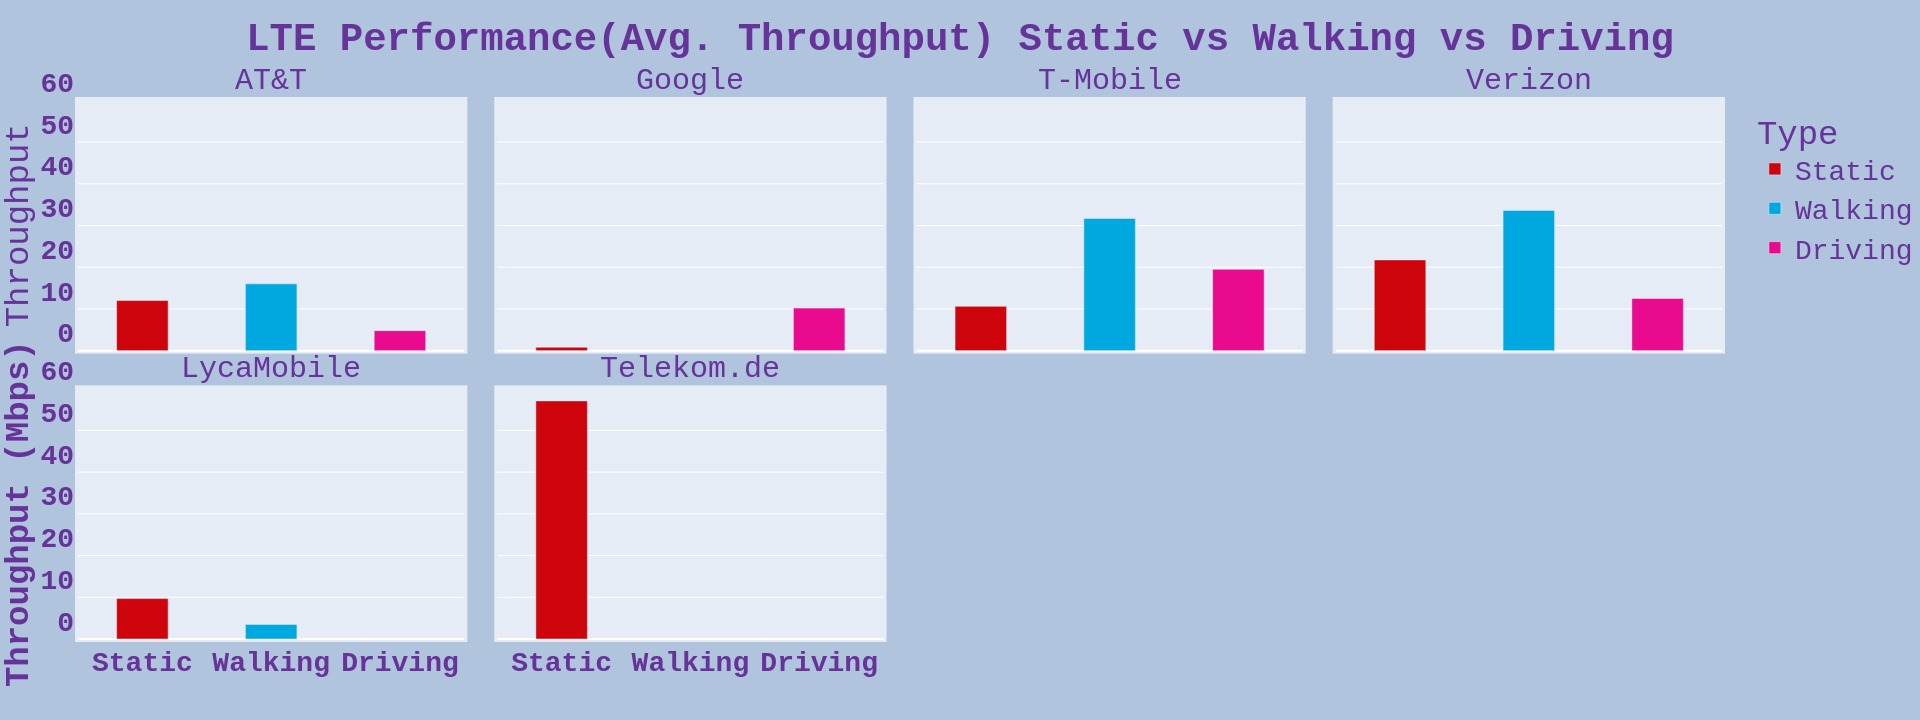 LTE Performance(Avg. Throughput) Static vs Walking vs Driving
AT&T
Google
T-Mobile
Verizon
60
50
40
30
20
10
0
Throughput
Type
Static
Walking
Driving
LycaMobile
Telekom.de
60
50
40
30
20
10
0
Throughput (Mbps)
Static Walking Driving
Static Walking Driving